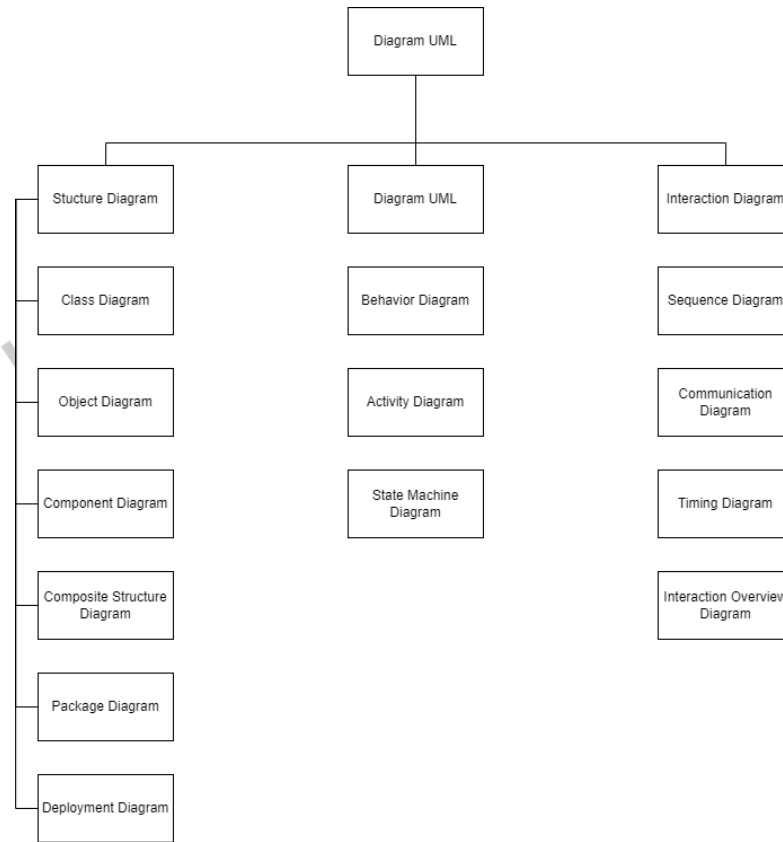 Diagram UML
Stucture Diagram
Diagram UML
Interaction Diagram
Class Diagram
Behavior Diagram
Sequence Diagram
Object Diagram
Activity Diagram
Communication
Diagram
Component Diagram
State Machine
Diagram
Timing Diagram
Composite Structure
Diagram
Interaction Overview
Diagram
Package Diagram
Deployment Diagram